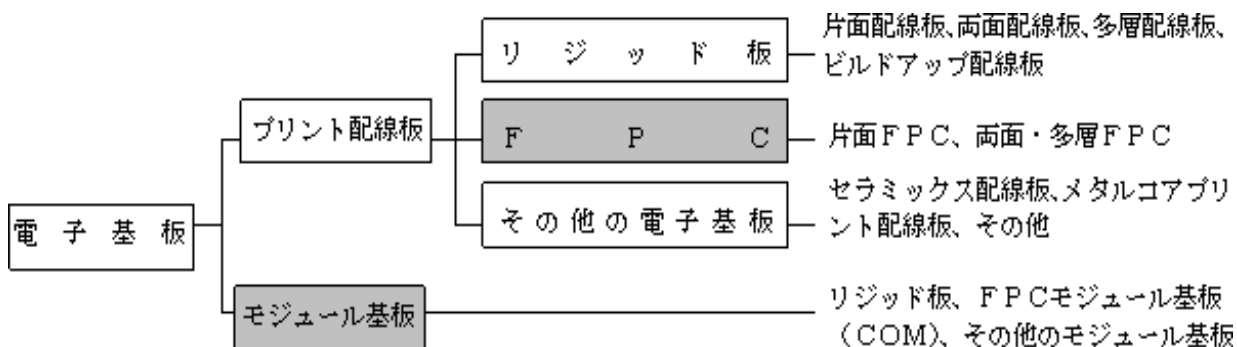 片面配線板、両面配線板、多層配線板、
リジッド板
ビルドアップ配線板
プリント配線板
FPC
片面FPC、両面・多層FPC
セラミックス配線板、メタルコアプリ
その他の電子基板
ント配線板、その他
電子基板
リジッド板、FPCモジュール基板
モジュール基板
(COM)、その他のモジュール基板